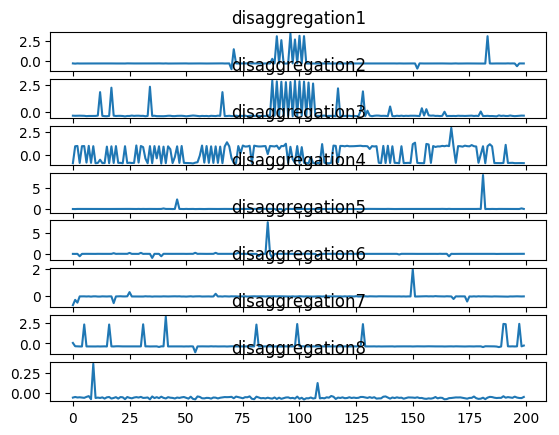 disaggregation1
2.5
0.0
disaggregation2
2.5
0.0
disaggregation3
2.5
0.0
disaggregation4
5
0
disaggregation5
5
0
disaggregation6
2
0
disaggregation7
2.5
0.0
disaggregation8
0.25
0.00
0 25 50 75 100 125 150 175 200